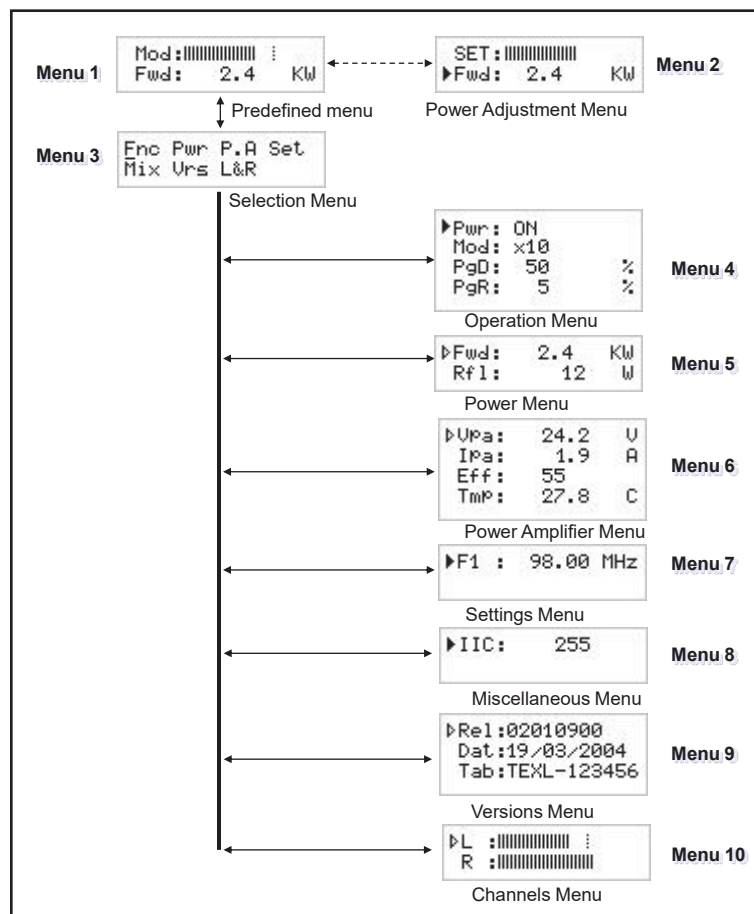 Menu 1
Mod:
Fwd: 2.4 KW
SET:
Fwd: 2.4 KW
Menu 2
Predefined menu
Power Adjustment Menu
Menu 3
Fnc Pwr P.A Set
Mix Vrs L&R
Selection Menu
Pwr: ON
Mod: x10
PgD: 50 %
PgR: 5 %
Menu 4
Operation Menu
Fwd: 2.4 KW
Rfl: 12 W
Menu 5
Power Menu
Vpa: 24.2 V
Ipa: 1.9 A
Eff: 55
Tmp: 27.8 C
Menu 6
Power Amplifier Menu
F1 : 98.00 MHz
Menu 7
Settings Menu
IIC: 255
Menu 8
Miscellaneous Menu
Rel:02010900
Dat:19/03/2004
Tab:TEXL-123456
Menu 9
Versions Menu
L :
R :
Menu 10
Channels Menu